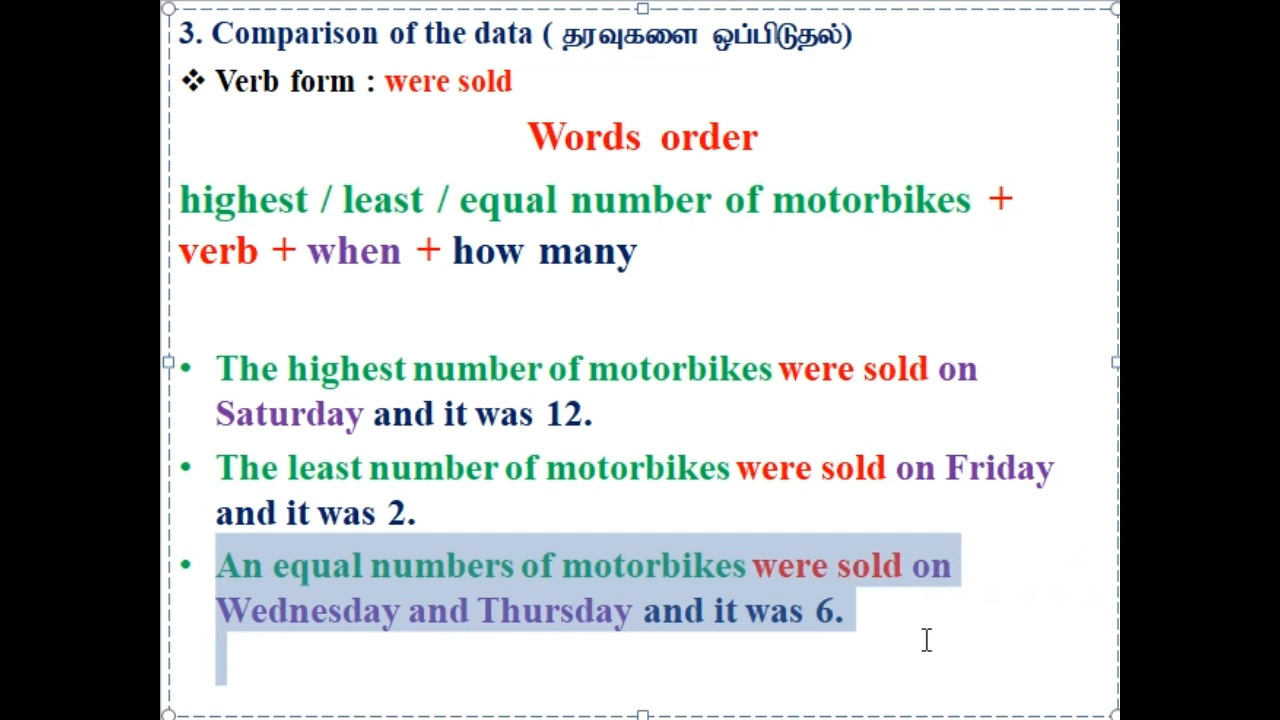 3. Comparison of the data ( தரவுகளை ஒப்பிடுதல்)
❖ Verb form : were sold
Words order
highest / least / equal number of motorbikes +
verb + when + how many
• The highest number of motorbikes were sold on
Saturday and it was 12.
• The least number of motorbikes were sold on Friday
and it was 2.
• An equal numbers of motorbikes were sold on
Wednesday and Thursday and it was 6.